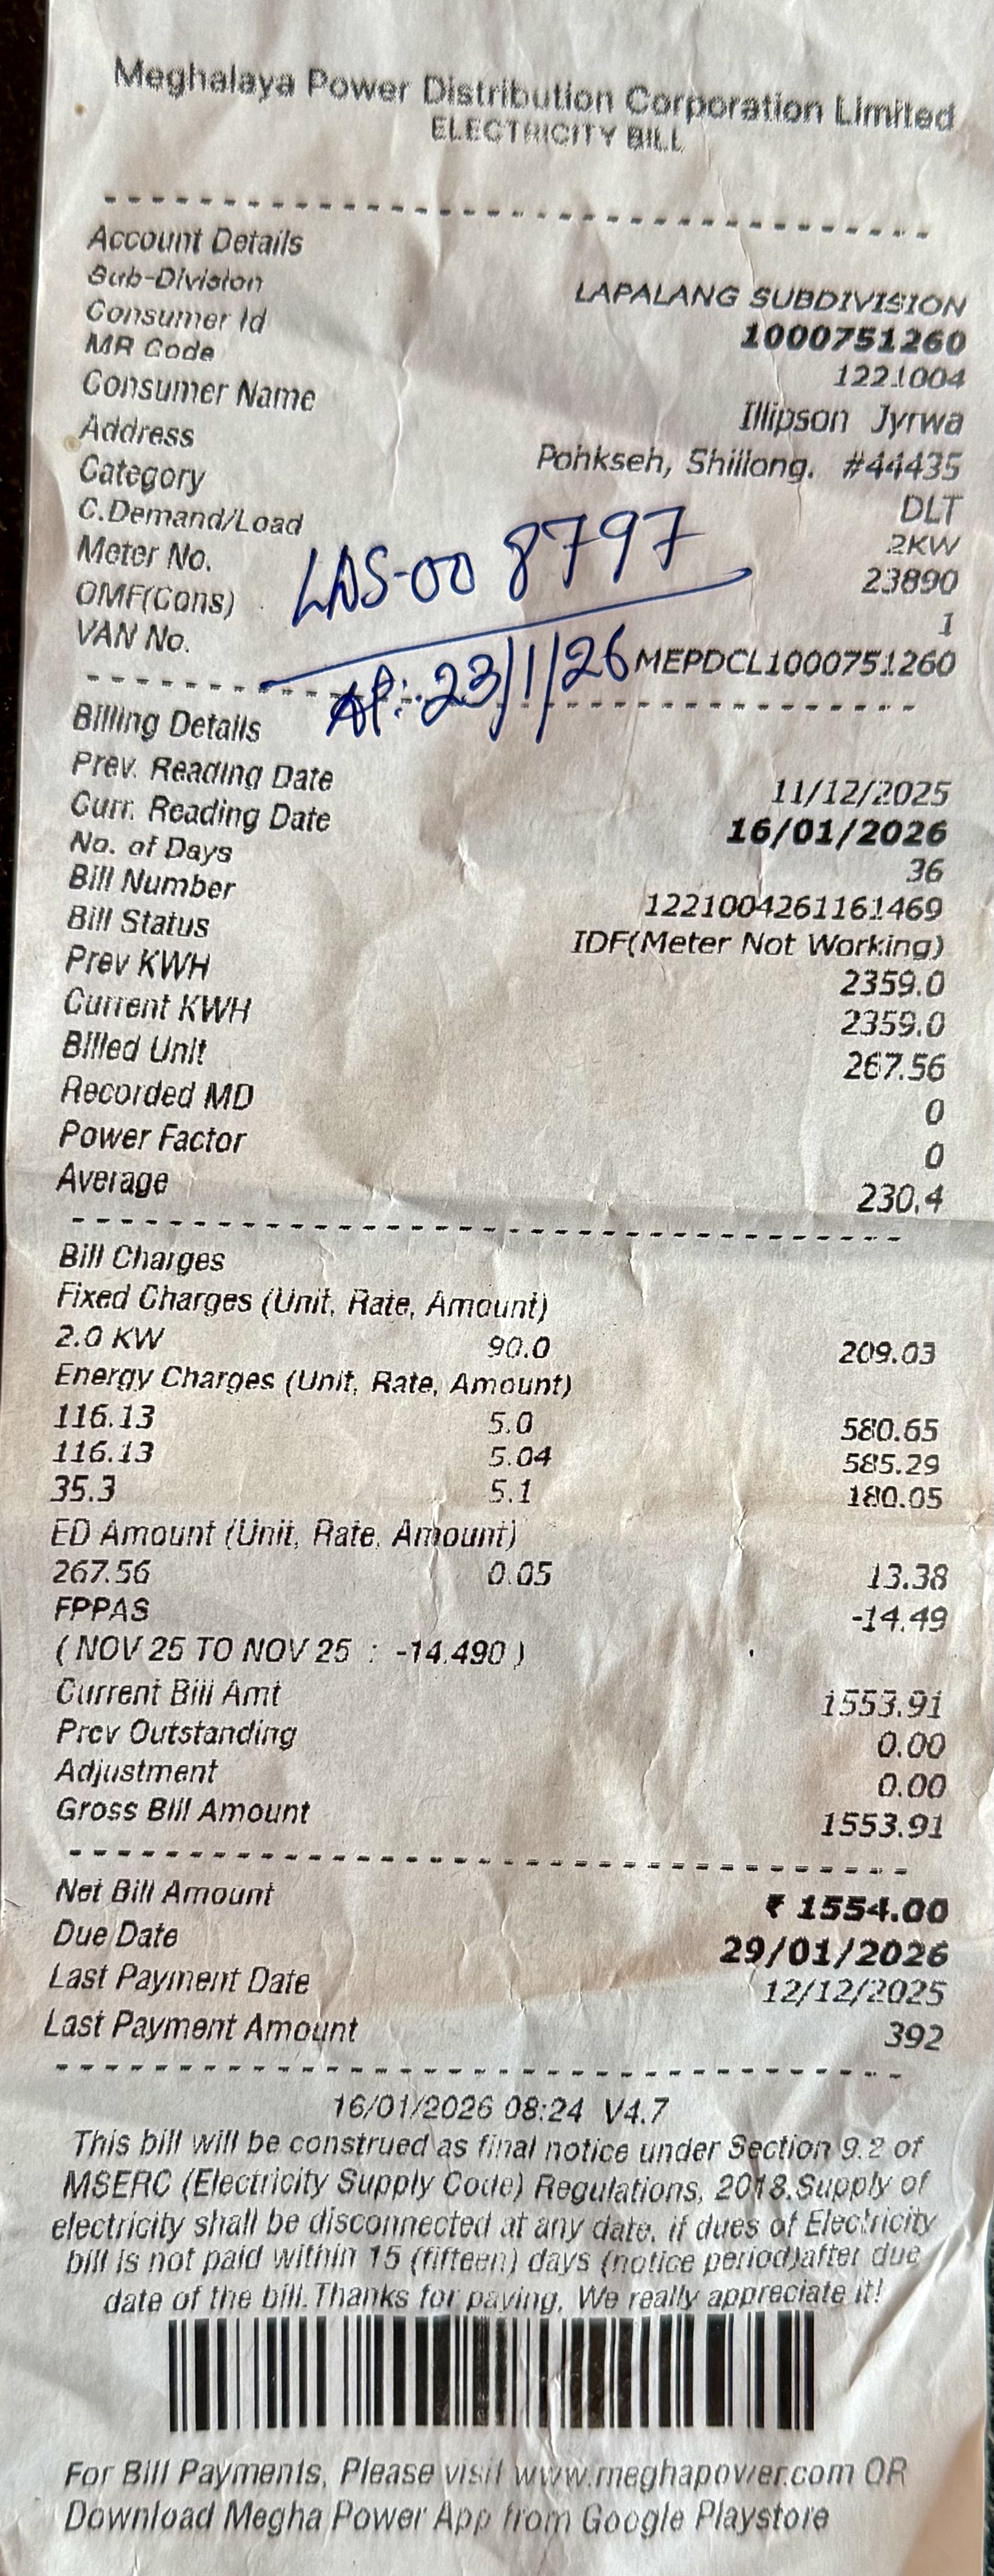 Meghalaya Power Distribution Corporation Limited
ELECTRICITY BILL
Account Details
Sub-Division LAPALANG SUBDIVISION
Consumer Id 1000751260
MR Code 1221004
Consumer Name Illipson Jyrwa
Address Pohkseh, Shillong. #44435
Category DLT
C.Demand/Load 2KW
Meter No. 23890
OMF(Cons) 1
VAN No. MEPDCL1000751260
LAS-00 8797
23/1/26
Billing Details
Prev. Reading Date 11/12/2025
Curr. Reading Date 16/01/2026
No. of Days 36
Bill Number 1221004261161469
Bill Status IDF(Meter Not Working)
Prev KWH 2359.0
Current KWH 2359.0
Billed Unit 267.56
Recorded MD 0
Power Factor 0
Average 230.4
Bill Charges
Fixed Charges (Unit, Rate, Amount)
2.0 KW 90.0 209.03
Energy Charges (Unit, Rate, Amount)
116.13 5.0 580.65
116.13 5.04 585.29
35.3 5.1 180.05
ED Amount (Unit, Rate, Amount)
267.56 0.05 13.38
FPPAS -14.49
( NOV 25 TO NOV 25 : -14.490 )
Current Bill Amt 1553.91
Prev Outstanding 0.00
Adjustment 0.00
Gross Bill Amount 1553.91
Net Bill Amount ₹ 1554.00
Due Date 29/01/2026
Last Payment Date 12/12/2025
Last Payment Amount 392
16/01/2026 08:24 V4.7
This bill will be construed as final notice under Section 9.2 of
MSERC (Electricity Supply Code) Regulations, 2018.Supply of
electricity shall be disconnected at any date, if dues of Electricity
bill is not paid within 15 (fifteen) days (notice period)after due
date of the bill.Thanks for paying, We really appreciate it!
For Bill Payments, Please visit www.meghapower.com OR
Download Megha Power App from Google Playstore